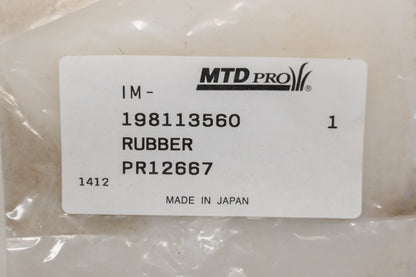 MTD PRO®
IM-
198113560 1
RUBBER
PR12667
1412
MADE IN JAPAN